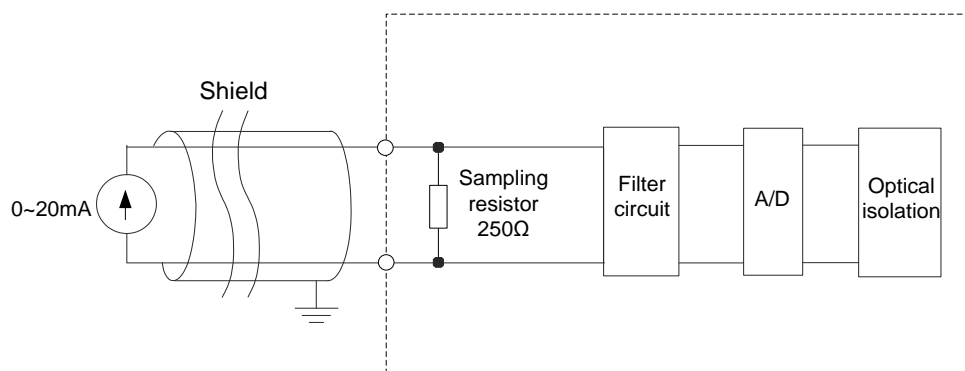 Shield
0~20mA
Sampling
resistor
250Ω
Filter
circuit
A/D
Optical
isolation